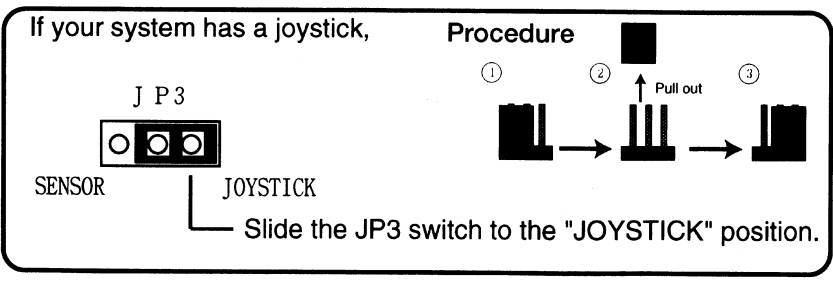 If your system has a joystick,
Procedure
① ② ③
Pull out
J P3
SENSOR JOYSTICK
Slide the JP3 switch to the "JOYSTICK" position.